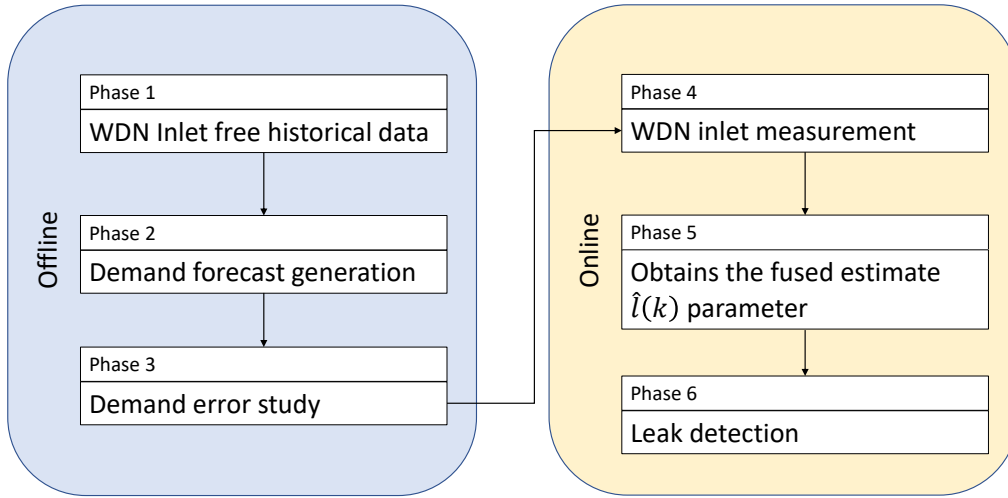 Offline
Phase 1
WDN Inlet free historical data
Phase 2
Demand forecast generation
Phase 3
Demand error study
Online
Phase 4
WDN inlet measurement
Phase 5
Obtains the fused estimate
l̂(k) parameter
Phase 6
Leak detection